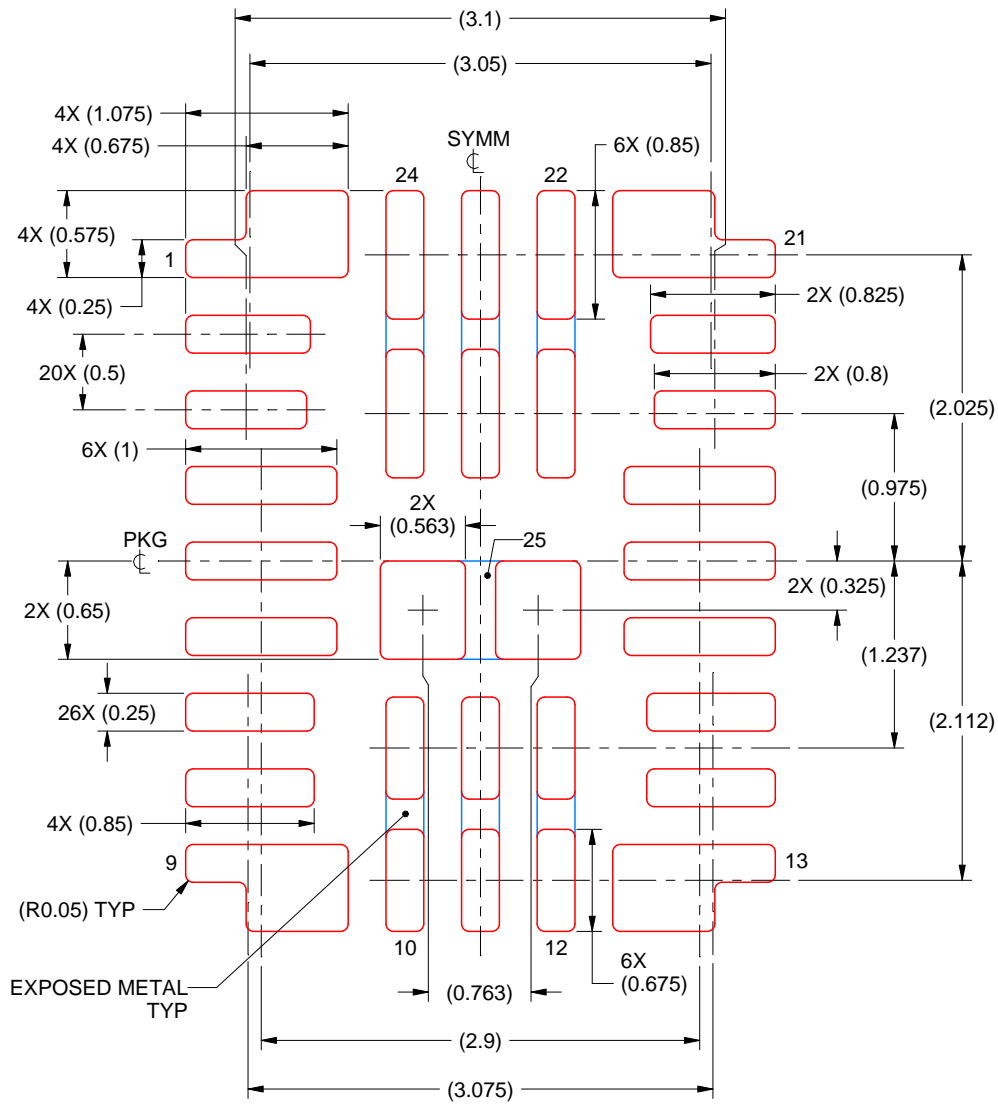 (3.1)
(3.05)
4X (1.075)
4X (0.675)
SYMM
6X (0.85)
24
22
4X (0.575)
1
21
4X (0.25)
2X (0.825)
20X (0.5)
2X (0.8)
(2.025)
6X (1)
(0.975)
2X
(0.563)
PKG
25
2X (0.65)
2X (0.325)
(1.237)
26X (0.25)
(2.112)
4X (0.85)
9
13
(R0.05) TYP
10
12
6X
(0.675)
EXPOSED METAL
TYP
(0.763)
(2.9)
(3.075)